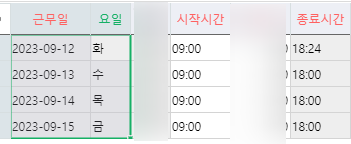 근무일 요일 시작시간 종료시간
2023-09-12 화 09:00 18:24
2023-09-13 수 09:00 18:00
2023-09-14 목 09:00 18:00
2023-09-15 금 09:00 18:00